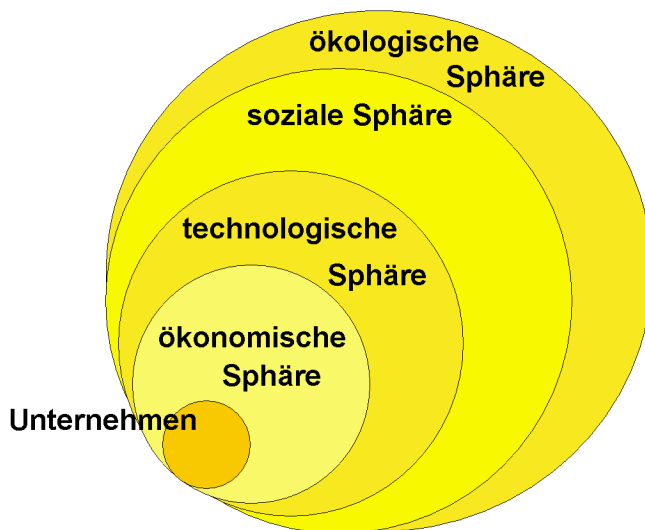 ökologische
Sphäre
soziale Sphäre
technologische
Sphäre
ökonomische
Sphäre
Unternehmen